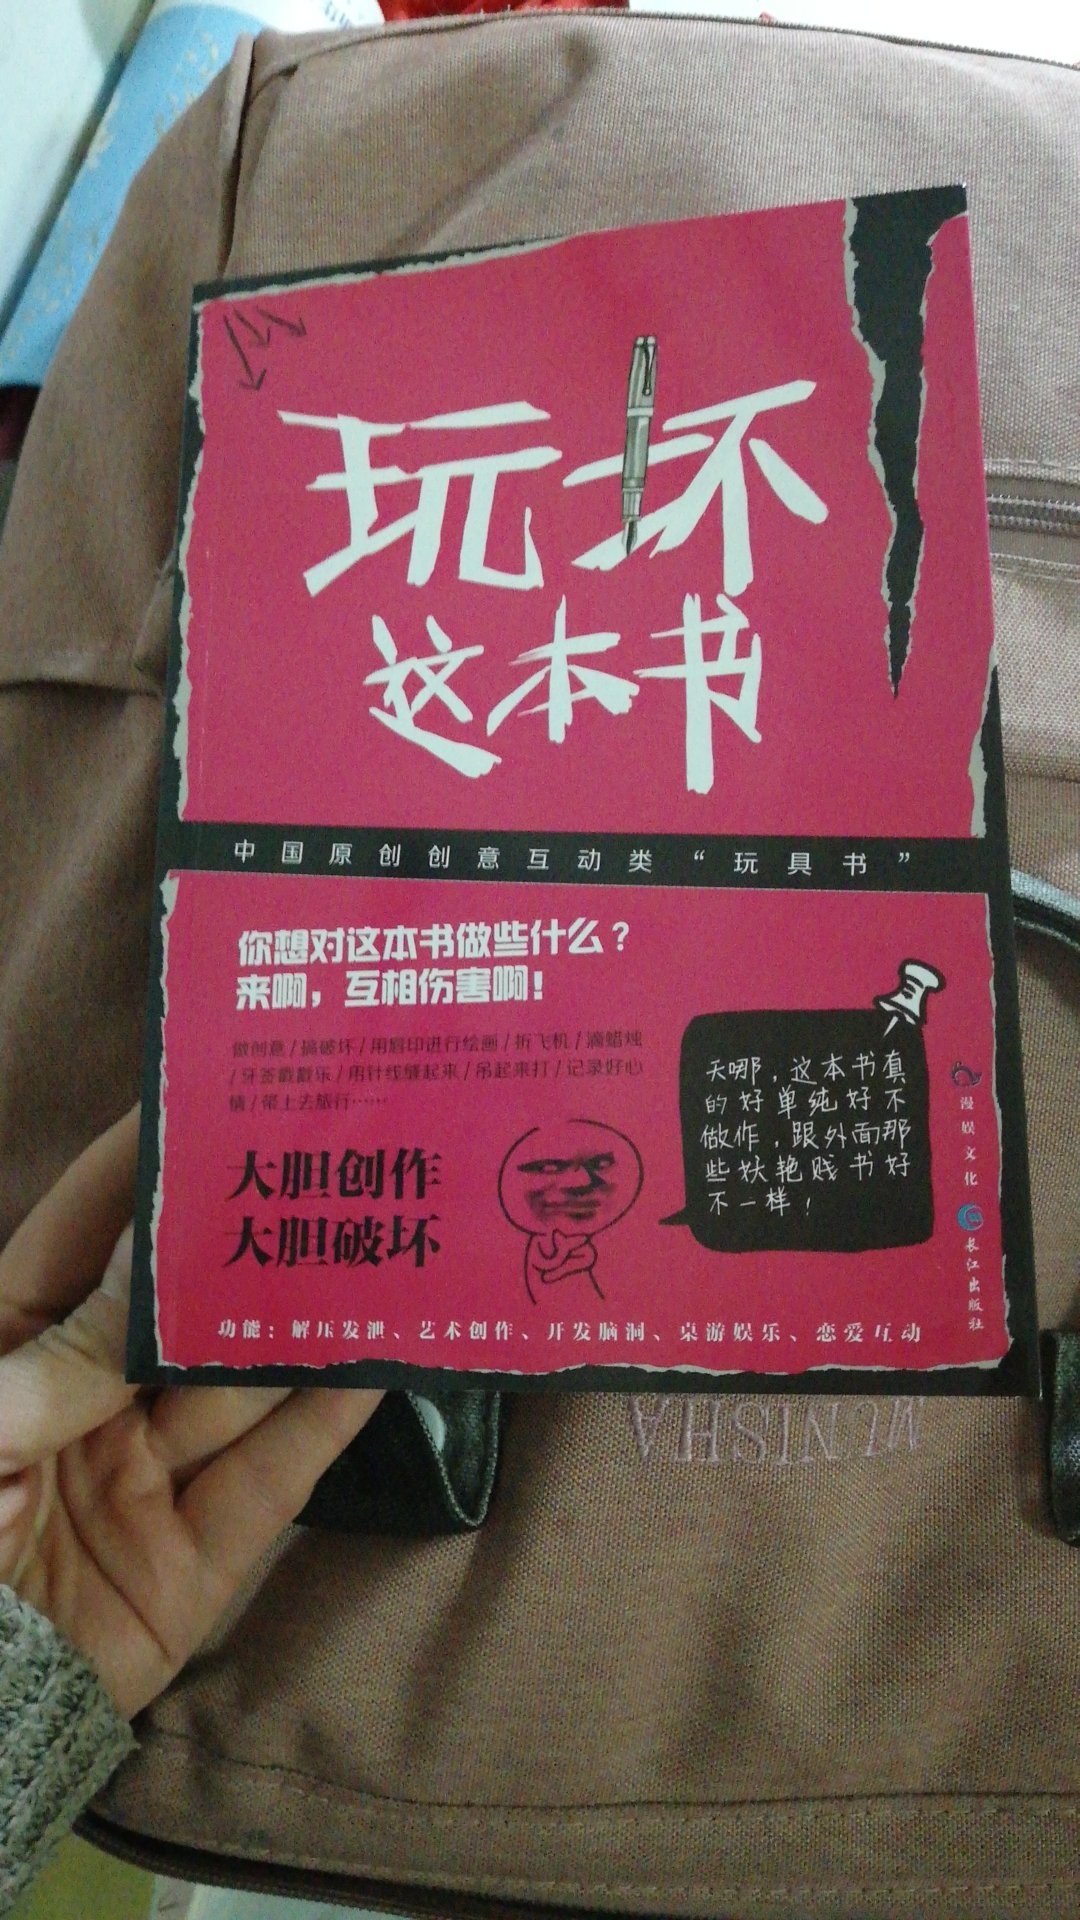 玩坏
这本书
中国原创创意互动类“玩具书”
你想对这本书做些什么?
来啊,互相伤害啊!
做创意/搞破坏/用唇印进行绘画/折飞机/滴蜡烛
/牙签戳戳乐/用针线缝起来/吊起来打/记录好心
情/带上去旅行……
天哪,这本书真
的好单纯好不
做作,跟外面那
些妖艳贱书好
不一样!
漫娱文化
长江出版社
大胆创作
大胆破坏
功能:解压发泄、艺术创作、开发脑洞、桌游娱乐、恋爱互动
MUNISHA